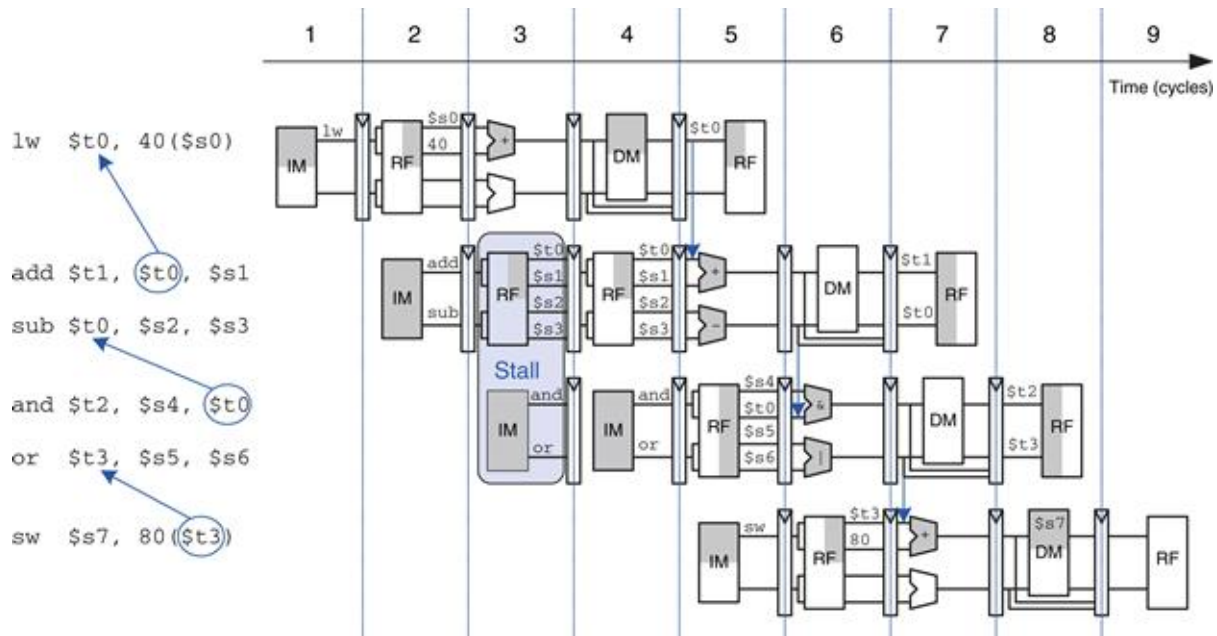 1 2 3 4 5 6 7 8 9
Time (cycles)
lw $t0, 40($s0)
IM lw RF $s0 40 + DM $t0 RF
add $t1, $t0, $s1
sub $t0, $s2, $s3
IM add sub RF $t0 $s1 $s2 $s3 RF $t0 $s1 $s2 $s3 + - DM $t1 $t0 RF
Stall
and $t2, $s4, $t0
or $t3, $s5, $s6
IM and or IM and or RF $s4 $t0 $s5 $s6 & | DM $t2 $t3 RF
sw $s7, 80($t3)
IM sw RF $t3 80 + $s7 DM RF